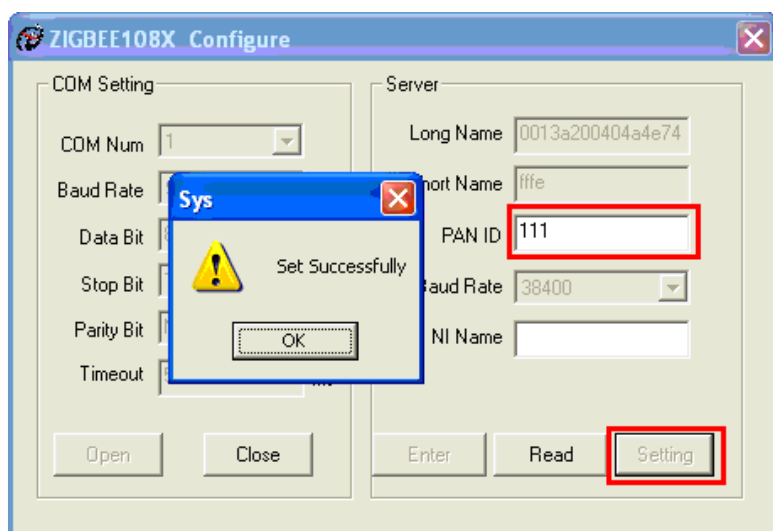 ZIGBEE108X Configure
COM Setting
COM Num 1
Baud Rate
Data Bit
Stop Bit
Parity Bit
Timeout
Open Close
Server
Long Name 0013a200404a4e74
hort Name fffe
PAN ID 111
Baud Rate 38400
NI Name
Enter Read Setting
Sys
Set Successfully
OK